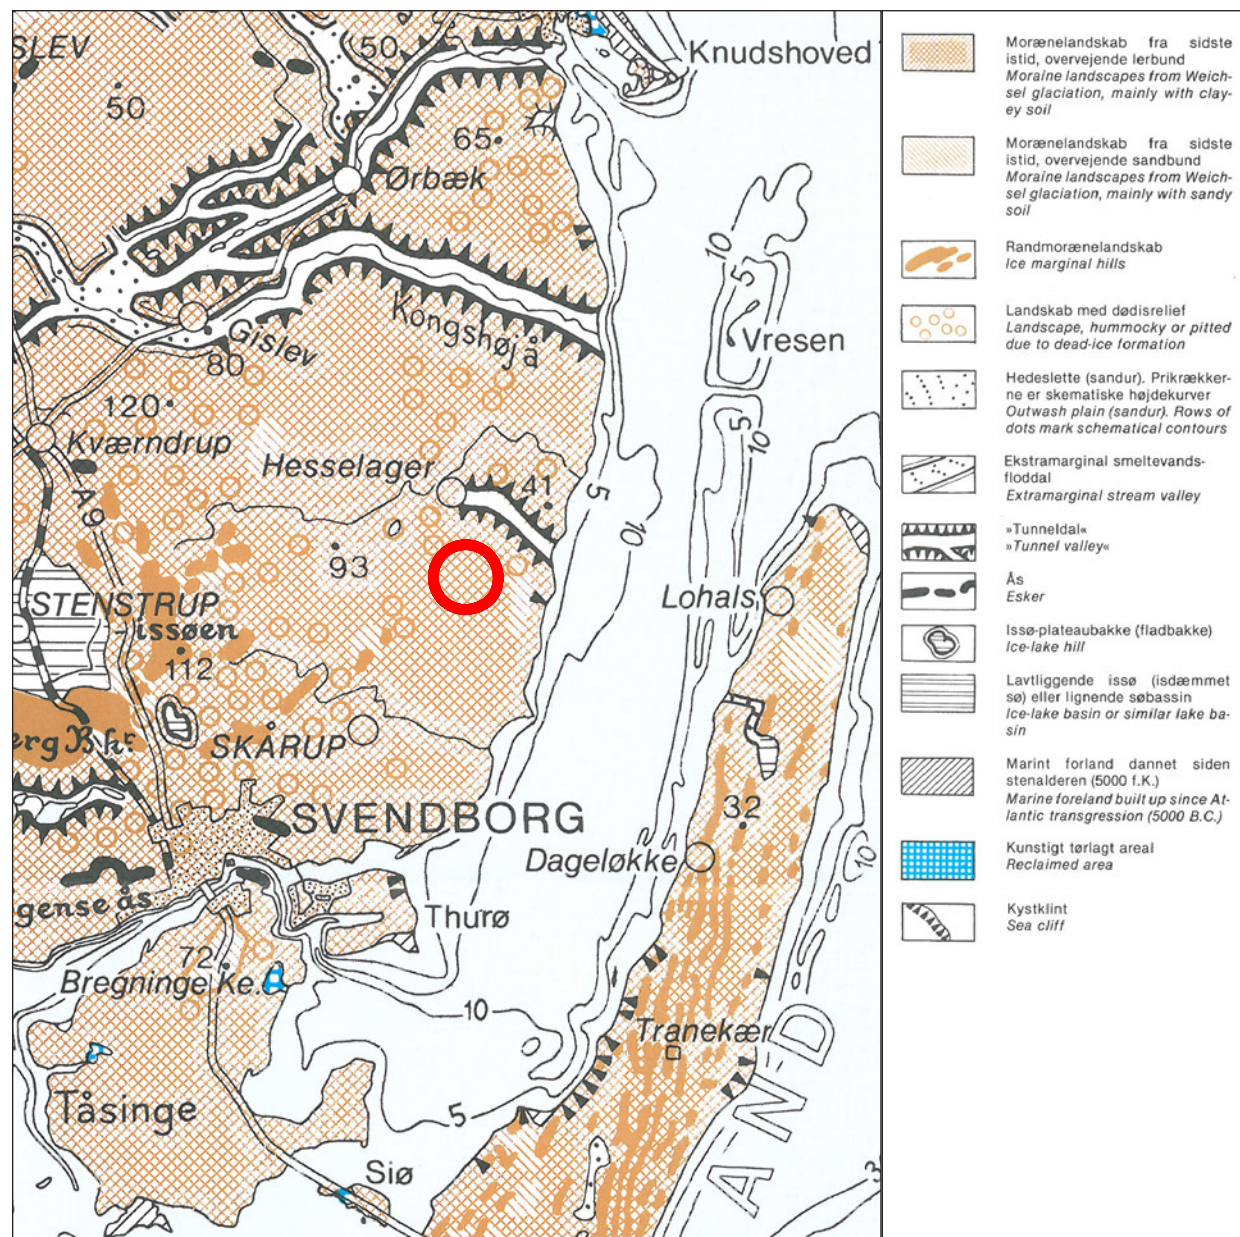 SLEV
50
Knudshoved
50
65
Ørbæk
10
5
Kongshøj å
Gislev
80
Vresen
120
Kværndrup
Hesselager
41
5
10
5
10
A9
93
STENSTRUP
-issøen
112
Lohals
erg Bkr
SKÅRUP
SVENDBORG
32
Dageløkke
10
gense ås
Thurø
72
Bregninge Ke.
10
Tranekær
Tåsinge
5
AND
Siø
3
Morænelandskab fra sidste
istid, overvejende lerbund
Moraine landscapes from Weich-
sel glaciation, mainly with clay-
ey soil
Morænelandskab fra sidste
istid, overvejende sandbund
Moraine landscapes from Weich-
sel glaciation, mainly with sandy
soil
Randmorænelandskab
Ice marginal hills
Landskab med dødisrelief
Landscape, hummocky or pitted
due to dead-ice formation
Hedeslette (sandur). Prikrækker-
ne er skematiske højdekurver
Outwash plain (sandur). Rows of
dots mark schematical contours
Ekstramarginal smeltevands-
floddal
Extramarginal stream valley
»Tunneldal«
»Tunnel valley«
Ås
Esker
Issø-plateaubakke (fladbakke)
Ice-lake hill
Lavtliggende issø (isdæmmet
sø) eller lignende søbassin
Ice-lake basin or similar lake ba-
sin
Marint forland dannet siden
stenalderen (5000 f.K.)
Marine foreland built up since At-
lantic transgression (5000 B.C.)
Kunstigt tørlagt areal
Reclaimed area
Kystklint
Sea cliff